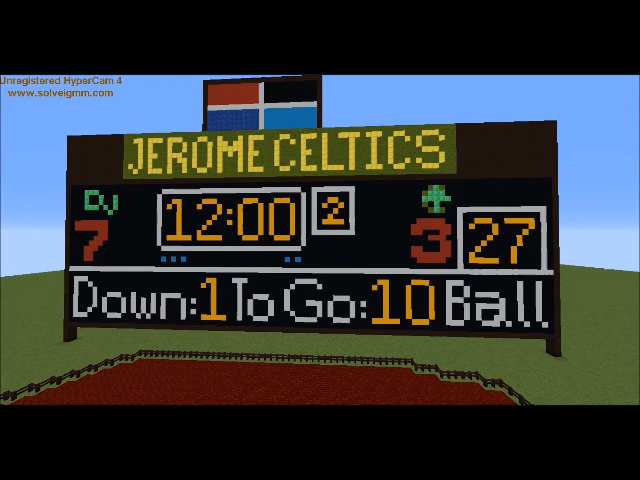 Unregistered HyperCam 4
www.solveigmm.com
JEROME CELTICS
DJ
12:00 2
7 3 27
Down:1 To Go:10 Ball